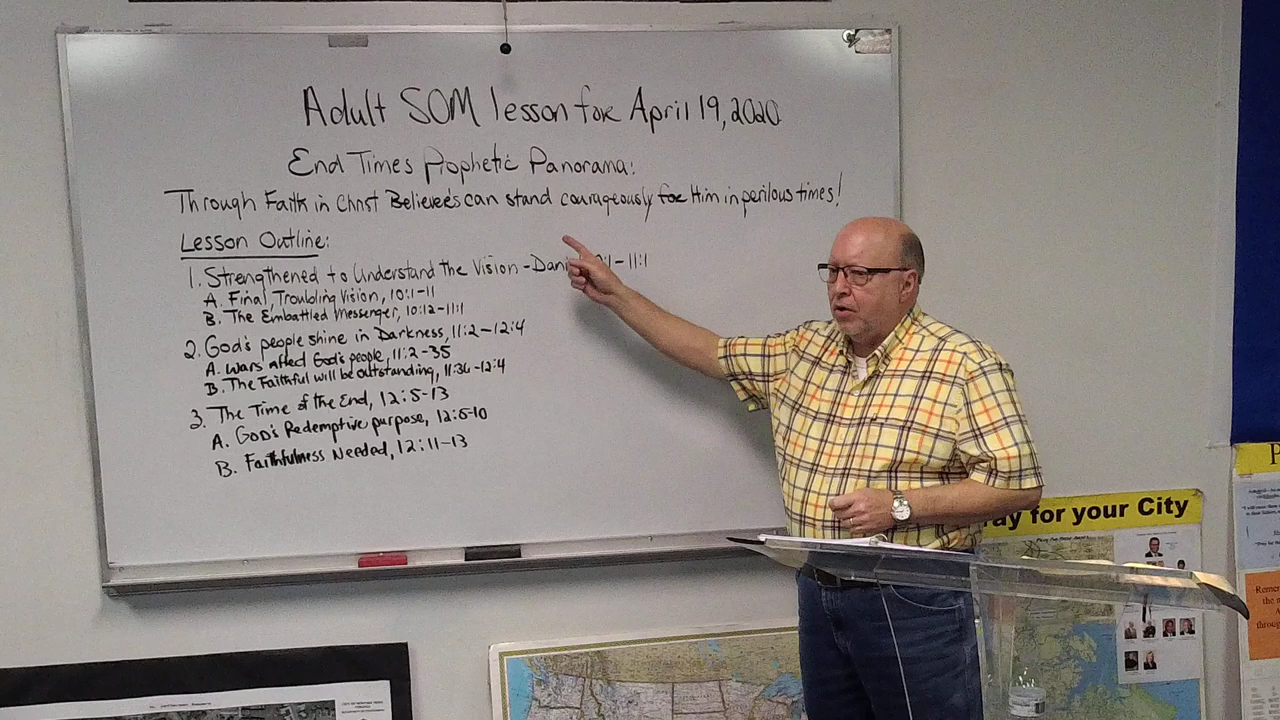 Adult SOM lesson for April 19, 2020
End Times Prophetic Panorama:
Through Faith in Christ Believers can stand courageously for Him in perilous times!
Lesson Outline:
1. Strengthened to Understand the Vision - Dan :1-11:1
A. Final, Troubling Vision, 10:1-11
B. The Embattled Messenger, 10:12-11:1
2. God's people shine in Darkness, 11:2-12:4
A. Wars affect God's people, 11:2-35
B. The Faithful will be outstanding, 11:36-12:4
3. The Time of the End, 12:5-13
A. God's Redemptive purpose, 12:5-10
B. Faithfulness Needed, 12:11-13
ay for your City